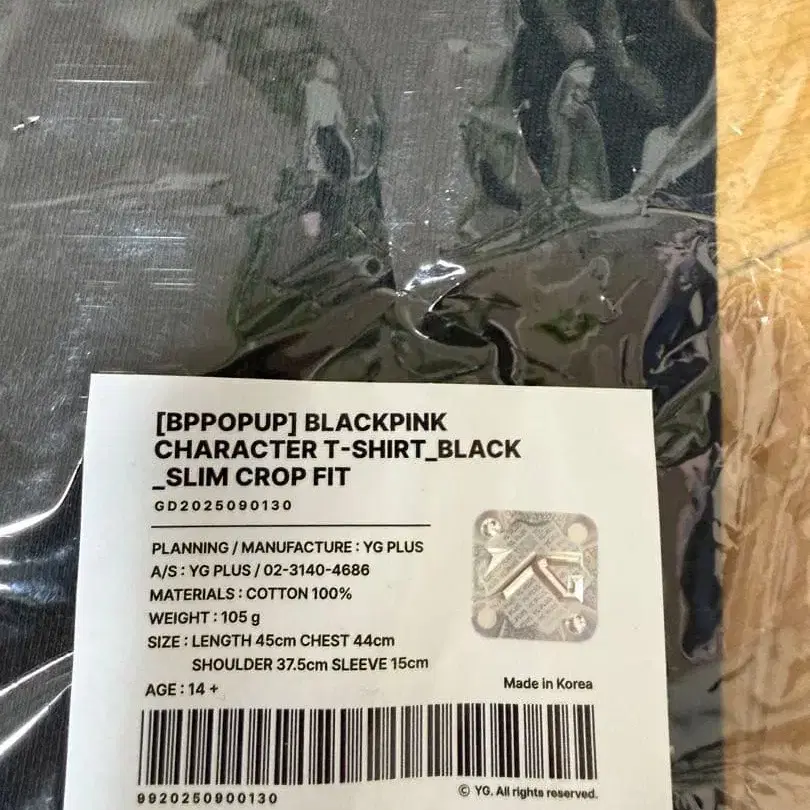 [BPPOPUP] BLACKPINK
CHARACTER T-SHIRT_BLACK
_SLIM CROP FIT
GD2025090130
PLANNING / MANUFACTURE : YG PLUS
A/S : YG PLUS / 02-3140-4686
MATERIALS : COTTON 100%
WEIGHT : 105 g
SIZE : LENGTH 45cm CHEST 44cm
SHOULDER 37.5cm SLEEVE 15cm
AGE : 14 +
Made in Korea
9920250900130
© YG. All rights reserved.